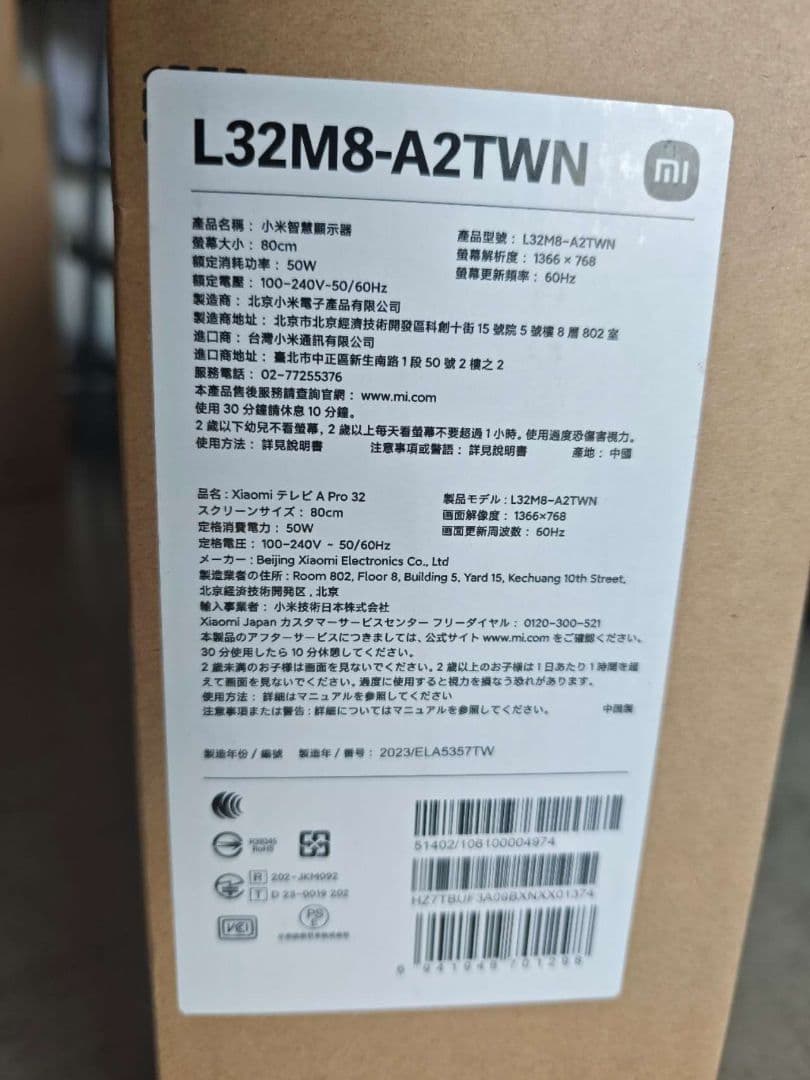 L32M8-A2TWN
mi
產品名稱：小米智慧顯示器
產品型號：L32M8-A2TWN
螢幕大小：80cm
螢幕解析度：1366 × 768
額定消耗功率：50W
螢幕更新頻率：60Hz
額定電壓：100-240V~50/60Hz
製造商：北京小米電子產品有限公司
製造商地址：北京市北京經濟技術開發區科創十街 15 號院 5 號樓 8 層 802 室
進口商：台灣小米通訊有限公司
進口商地址：臺北市中正區新生南路 1 段 50 號 2 樓之 2
服務電話：02-77255376
本產品售後服務請查詢官網：www.mi.com
使用 30 分鐘請休息 10 分鐘。
2 歲以下幼兒不看螢幕，2 歲以上每天看螢幕不要超過 1 小時。使用過度恐傷害視力。
使用方法：詳見說明書 注意事項或警語：詳見說明書 產地：中國
品名：Xiaomi テレビ A Pro 32
製品モデル：L32M8-A2TWN
スクリーンサイズ：80cm
画面解像度：1366×768
定格消費電力：50W
画面更新周波数：60Hz
定格電圧：100-240V ~ 50/60Hz
メーカー：Beijing Xiaomi Electronics Co., Ltd
製造業者の住所：Room 802, Floor 8, Building 5, Yard 15, Kechuang 10th Street,
北京経済技術開発区，北京
輸入事業者：小米技術日本株式会社
Xiaomi Japan カスタマーサービスセンター フリーダイヤル：0120-300-521
本製品のアフターサービスにつきましては、公式サイト www.mi.com をご確認ください。
30 分使用したら 10 分休憩してください。
2 歳未満のお子様は画面を見ないでください。2 歳以上のお子様は 1 日あたり 1 時間を超
えて画面を見ないでください。過度に使用すると視力を損なう恐れがあります。
使用方法：詳細はマニュアルを参照してください
注意事項または警告：詳細についてはマニュアルを参照してください。 中国製
製造年份 / 編號 製造年 / 番号：2023/ELA5357TW
51402/106100004974
RoHS
R 202-JKM092
T D 23-0019 202
HZ7TBUF3A09BXNXX01374
VCCI
PS
E
6 941948 701298